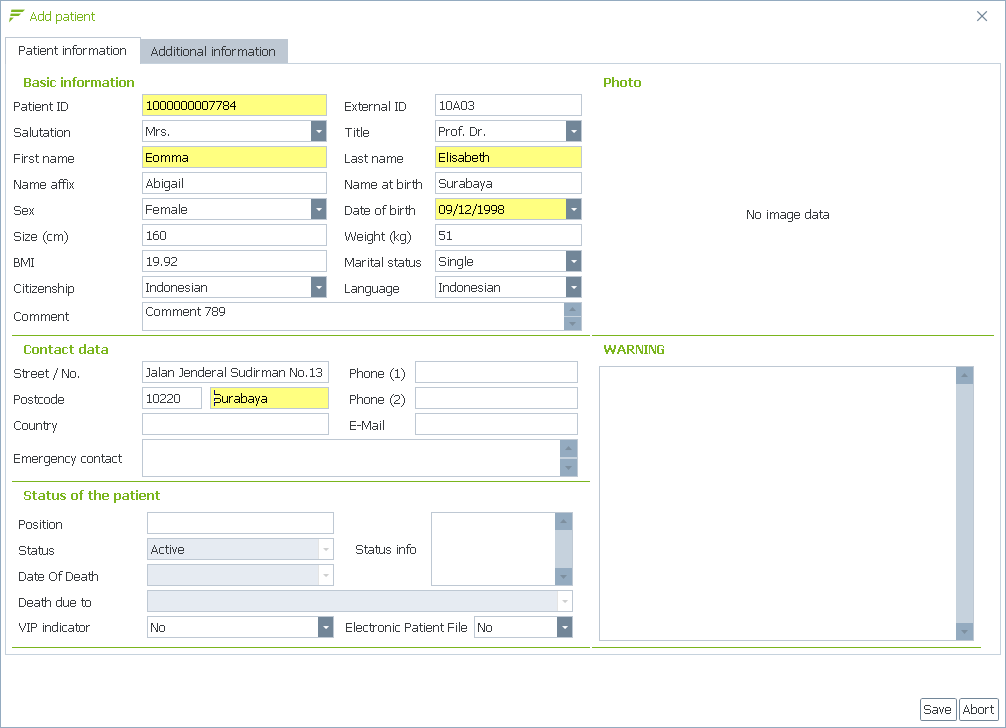 Add patient
Patient information Additional information
Basic information Photo
Patient ID 1000000007784 External ID 10A03
Salutation Mrs. Title Prof. Dr.
First name Eomma Last name Elisabeth
Name affix Abigail Name at birth Surabaya
Sex Female Date of birth 09/12/1998
No image data
Size (cm) 160 Weight (kg) 51
BMI 19.92 Marital status Single
Citizenship Indonesian Language Indonesian
Comment Comment 789
Contact data WARNING
Street / No. Jalan Jenderal Sudirman No.13 Phone (1)
Postcode 10220 Surabaya Phone (2)
Country E-Mail
Emergency contact
Status of the patient
Position
Status Active Status info
Date Of Death
Death due to
VIP indicator No Electronic Patient File No
Save Abort